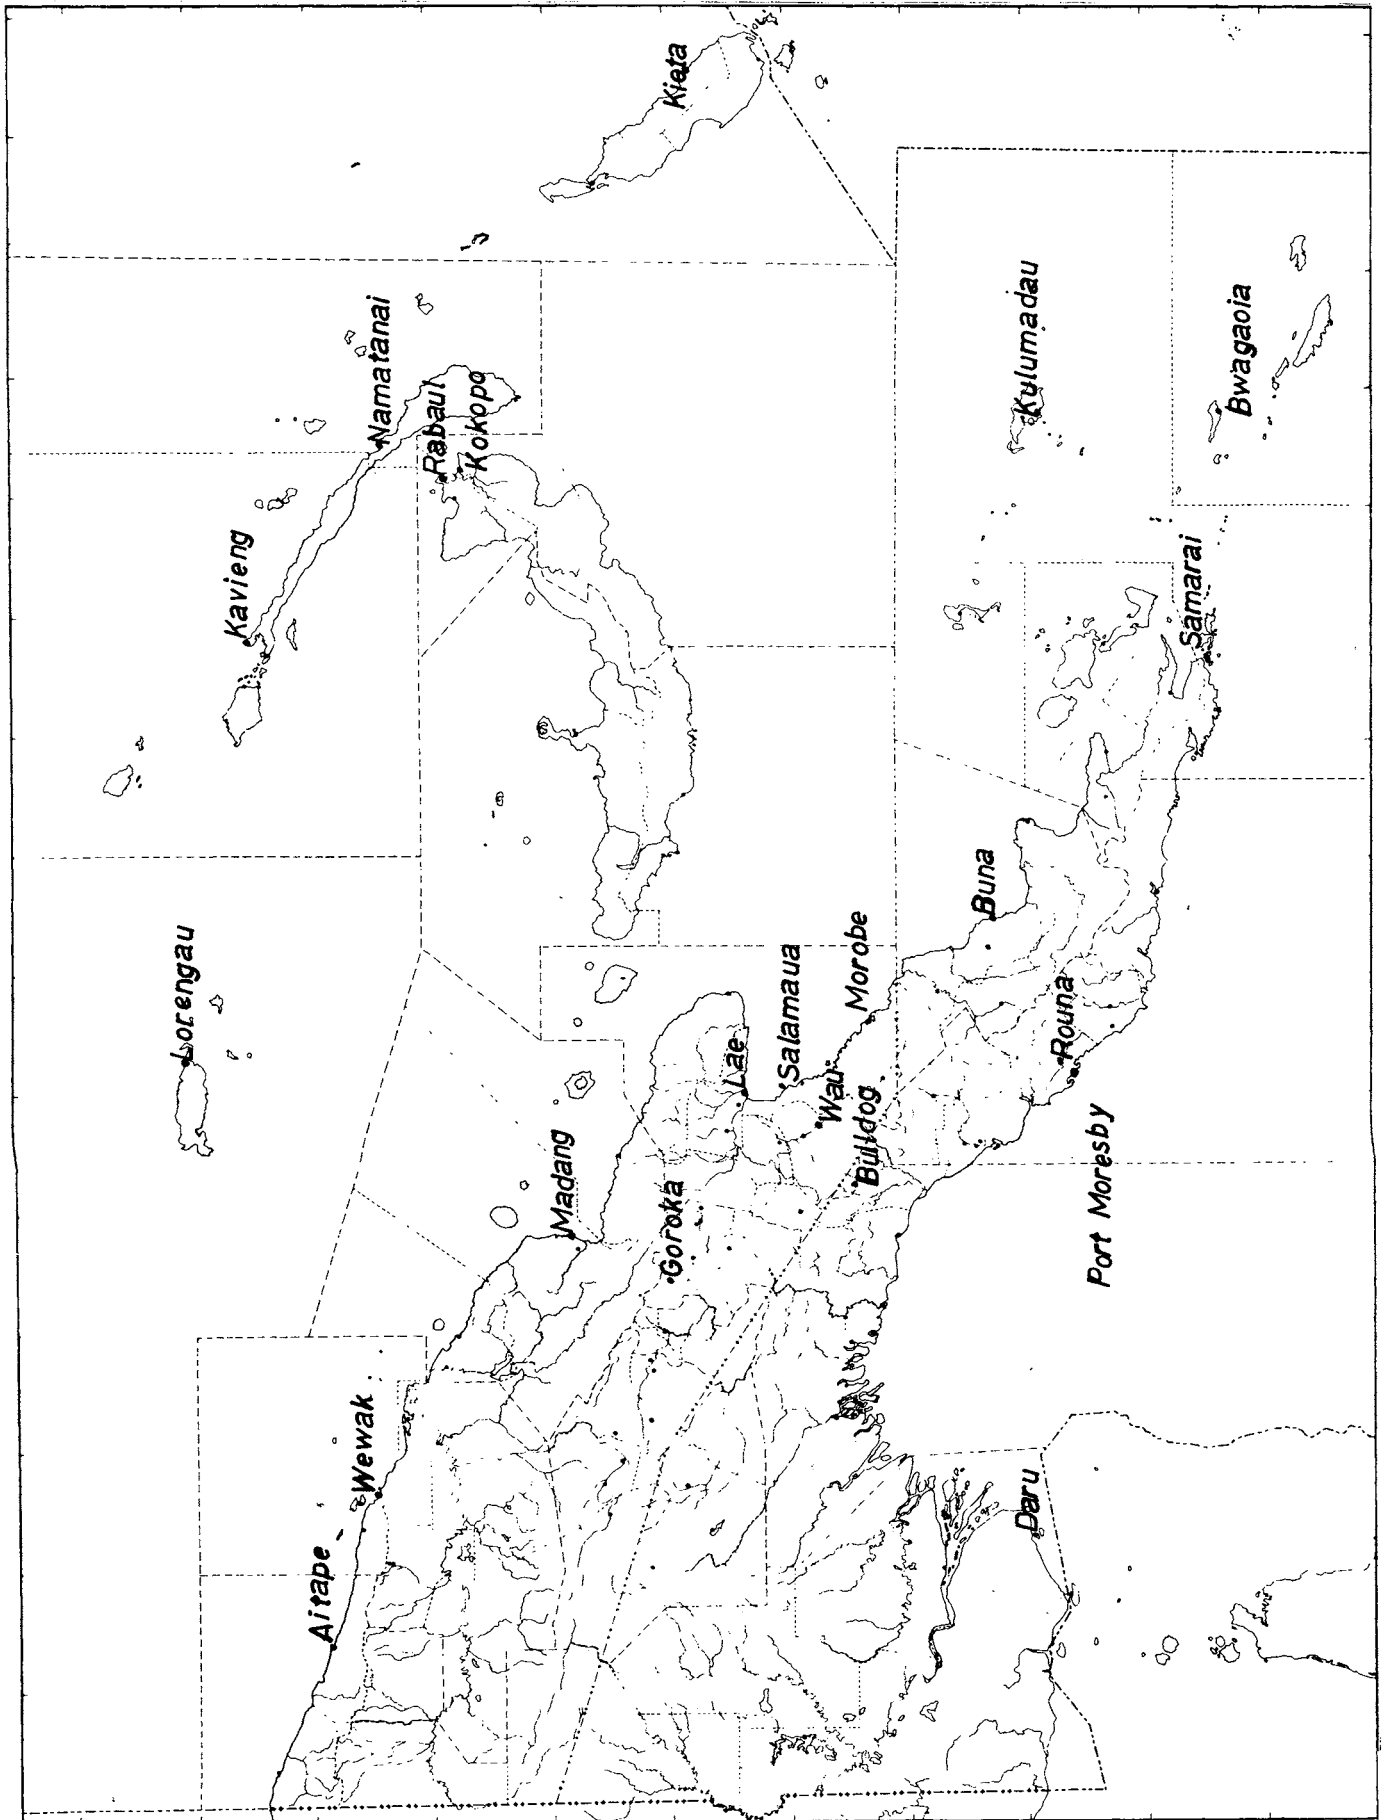 Lorengau
Kavieng
Namatanai
Rabaul
Kokopo
Kieta
Aitape
Wewak
Madang
Goroka
Lae
Salamaua
Wau
Bulldog
Morobe
Buna
Kulumadau
Rouna
Port Moresby
Daru
Samarai
Bwagaoia